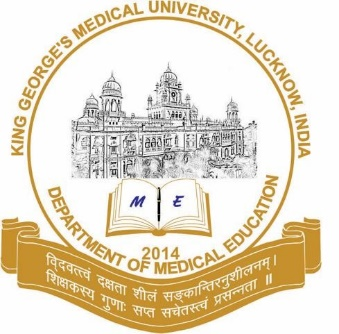 KING GEORGE'S MEDICAL UNIVERSITY, LUCKNOW, INDIA
M E
2014
DEPARTMENT OF MEDICAL EDUCATION
विदवत्त्वं दक्षता शीलं सङ्कान्तिरनुशीलनम्।
शिक्षकस्य गुणाः सप्त सचेतस्त्वं प्रसन्नता॥